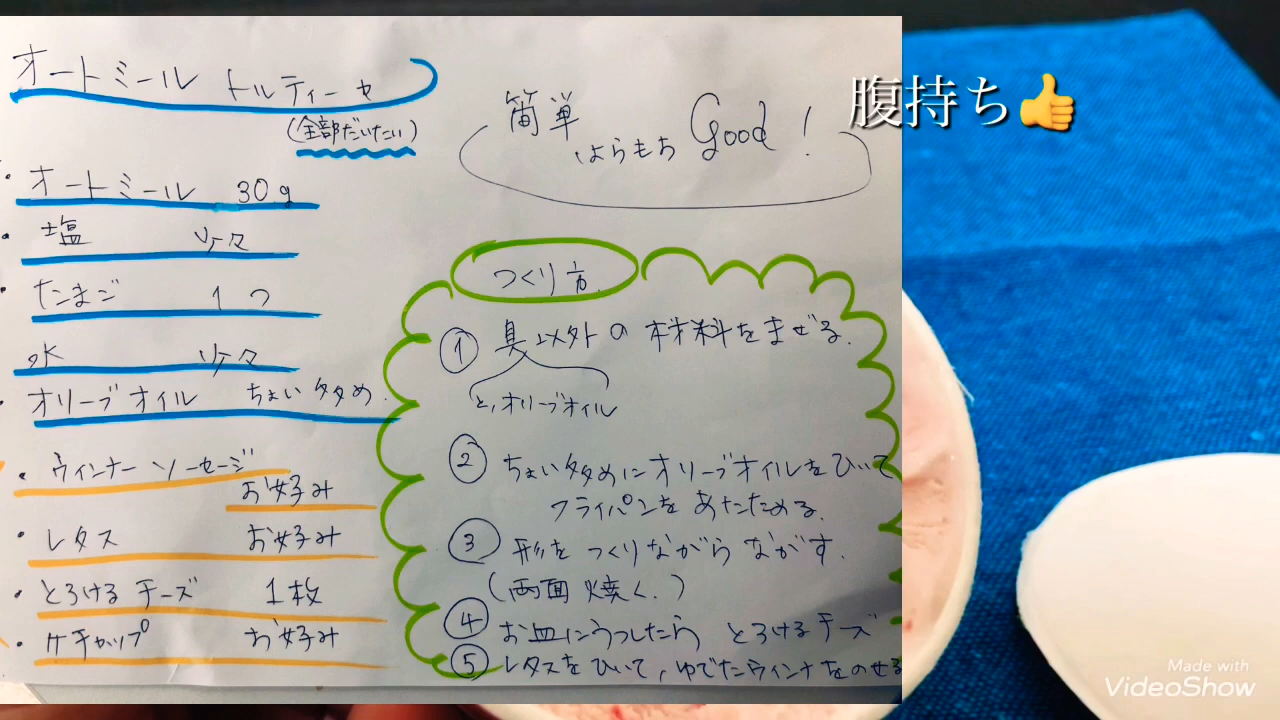 オートミール トルティーヤ
(全部だいたい)
簡単
はらもち Good!
腹持ち👍
・オートミール 30g
・塩 少々
・たまご 1つ
水 少々
・オリーブオイル ちょい多め.
・ウィンナーソーセージ
お好み
・レタス お好み
・とろけるチーズ 1枚
・ケチャップ お好み
つくり方.
① 具以外の材料をまぜる.
と,オリーブオイル
② ちょい多めにオリーブオイルをひいて
フライパンをあたためる.
③ 形をつくりながらながす.
(両面焼く.)
④ お皿にうつしたら とろけるチーズ
⑤ レタスをひいて,ゆでたウィンナをのせる
Made with
VideoShow